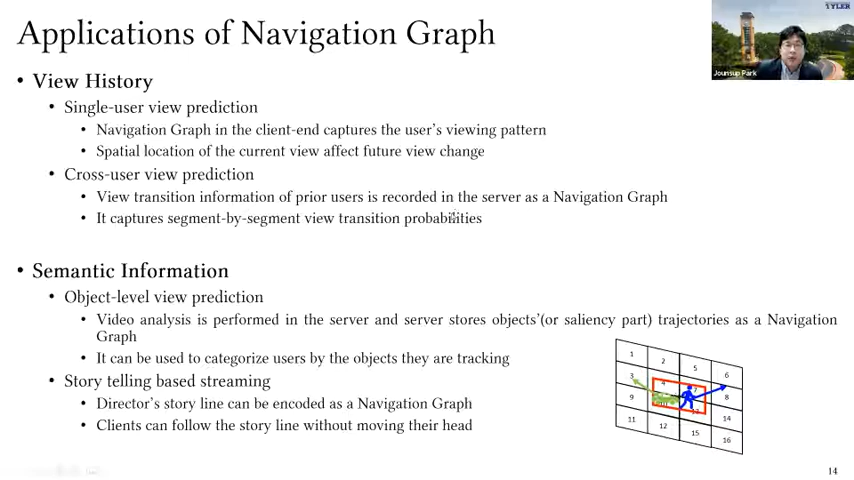 Applications of Navigation Graph
TYLER
Jounsup Park
• View History
• Single-user view prediction
• Navigation Graph in the client-end captures the user's viewing pattern
• Spatial location of the current view affect future view change
• Cross-user view prediction
• View transition information of prior users is recorded in the server as a Navigation Graph
• It captures segment-by-segment view transition probabilities
• Semantic Information
• Object-level view prediction
• Video analysis is performed in the server and server stores objects'(or saliency part) trajectories as a Navigation
Graph
• It can be used to categorize users by the objects they are tracking
• Story telling based streaming
• Director's story line can be encoded as a Navigation Graph
• Clients can follow the story line without moving their head
1 2 5 6
3 4 7 8
9 13 14
11 12 15 16
14